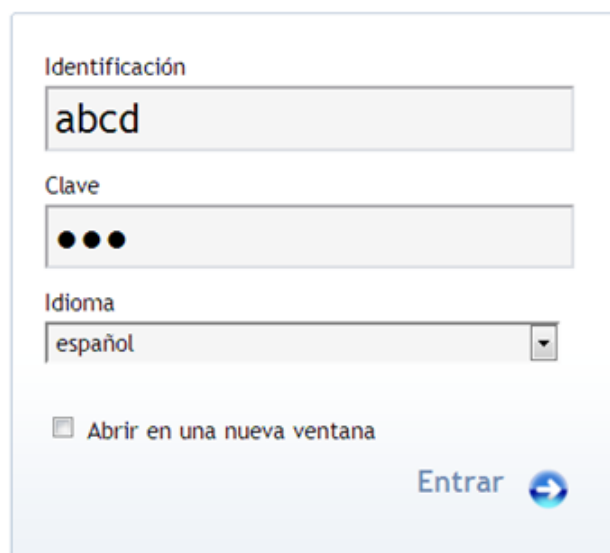 Identificación
abcd
Clave
●●●
Idioma
español
Abrir en una nueva ventana
Entrar